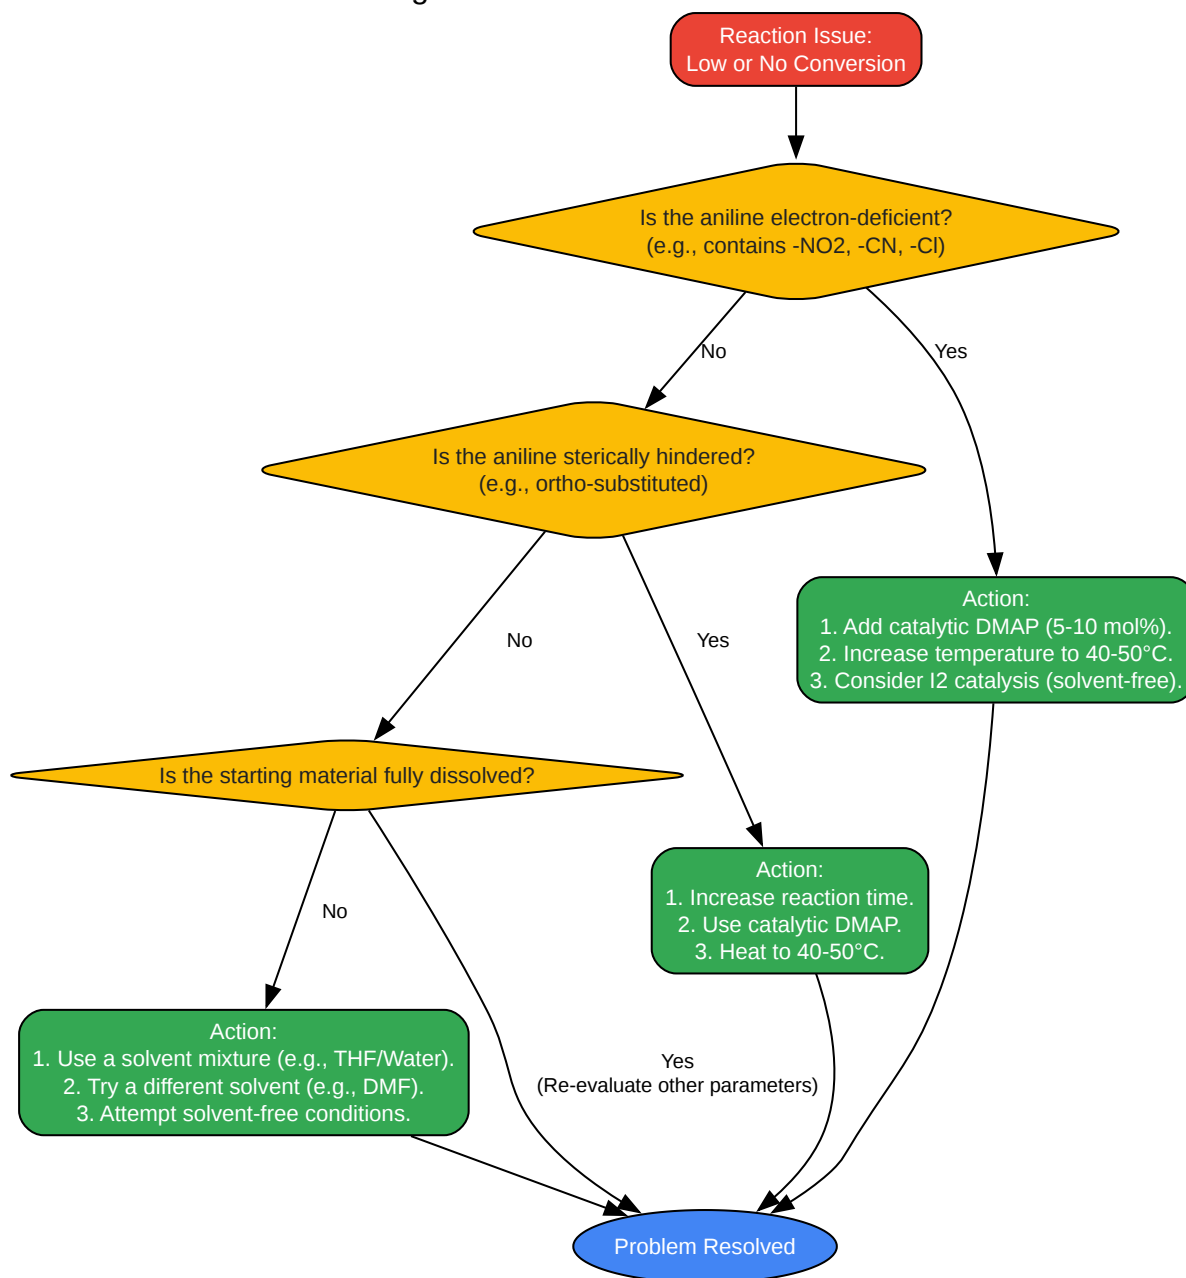 Reaction Issue:
Low or No Conversion
Is the aniline electron-deficient?
(e.g., contains -NO2, -CN, -Cl)
No
Yes
Is the aniline sterically hindered?
(e.g., ortho-substituted)
Action:
1. Add catalytic DMAP (5-10 mol%).
2. Increase temperature to 40-50°C.
3. Consider I2 catalysis (solvent-free).
No
Yes
Is the starting material fully dissolved?
Action:
1. Increase reaction time.
2. Use catalytic DMAP.
3. Heat to 40-50°C.
No
Action:
1. Use a solvent mixture (e.g., THF/Water).
2. Try a different solvent (e.g., DMF).
3. Attempt solvent-free conditions.
Yes
(Re-evaluate other parameters)
Problem Resolved